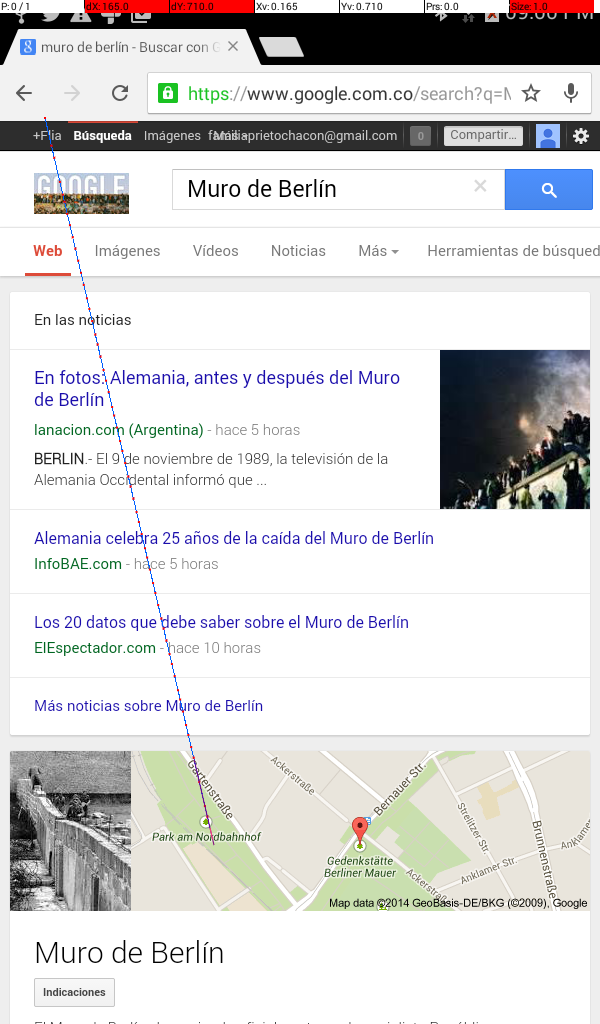 P: 0 / 1 dX: 165.0 dY: 710.0 Xv: 0.165 Yv: 0.710 Prs: 0.0 Size: 1.0
09:00 PM
muro de berlín - Buscar con G
https://www.google.com.co/search?q=M
+Flia Búsqueda Imágenes prietochacon@gmail.com 0 Compartir...
GOOGLE Muro de Berlín
Web Imágenes Vídeos Noticias Más Herramientas de búsqued
En las noticias
En fotos: Alemania, antes y después del Muro
de Berlín
lanacion.com (Argentina) - hace 5 horas
BERLIN.- El 9 de noviembre de 1989, la televisión de la
Alemania Occidental informó que ...
Alemania celebra 25 años de la caída del Muro de Berlín
InfoBAE.com - hace 5 horas
Los 20 datos que debe saber sobre el Muro de Berlín
ElEspectador.com - hace 10 horas
Más noticias sobre Muro de Berlín
Gartenstraße
Ackerstraße
Bernauer Str.
Strelitzer Str.
Brunnenstraße
Park am Nordbahnhof
Gedenkstätte
Berliner Mauer
Ackerstraße
Anklamer Str.
Anklame
Map data ©2014 GeoBasis-DE/BKG (©2009), Google
Muro de Berlín
Indicaciones